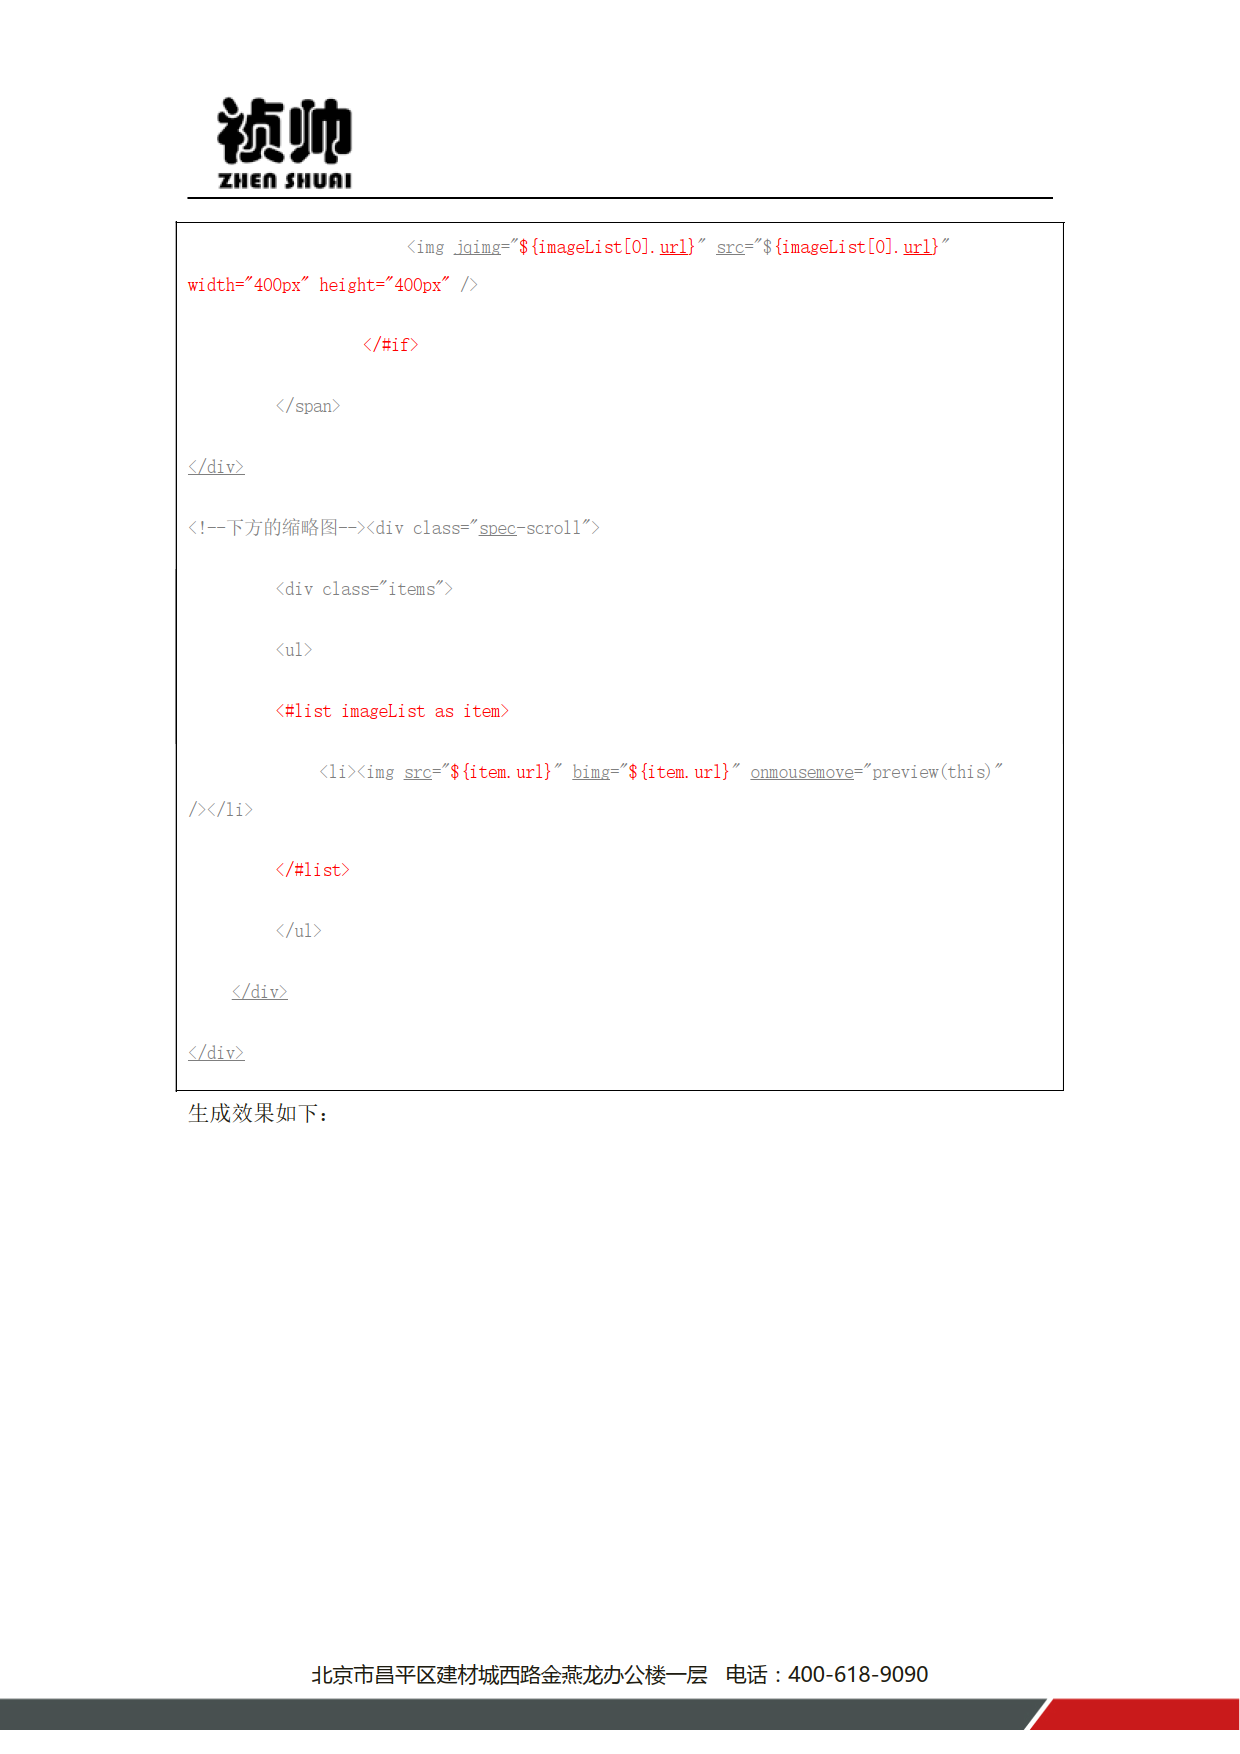 祯帅
ZHEN SHUAI
<img jqimg="${imageList[0].url}" src="${imageList[0].url}"
width="400px" height="400px" />
</#if>
</span>
</div>
<!--下方的缩略图--><div class="spec-scroll">
<div class="items">
<ul>
<#list imageList as item>
<li><img src="${item.url}" bimg="${item.url}" onmousemove="preview(this)"
/></li>
</#list>
</ul>
</div>
</div>
生成效果如下：
北京市昌平区建材城西路金燕龙办公楼一层 电话：400-618-9090